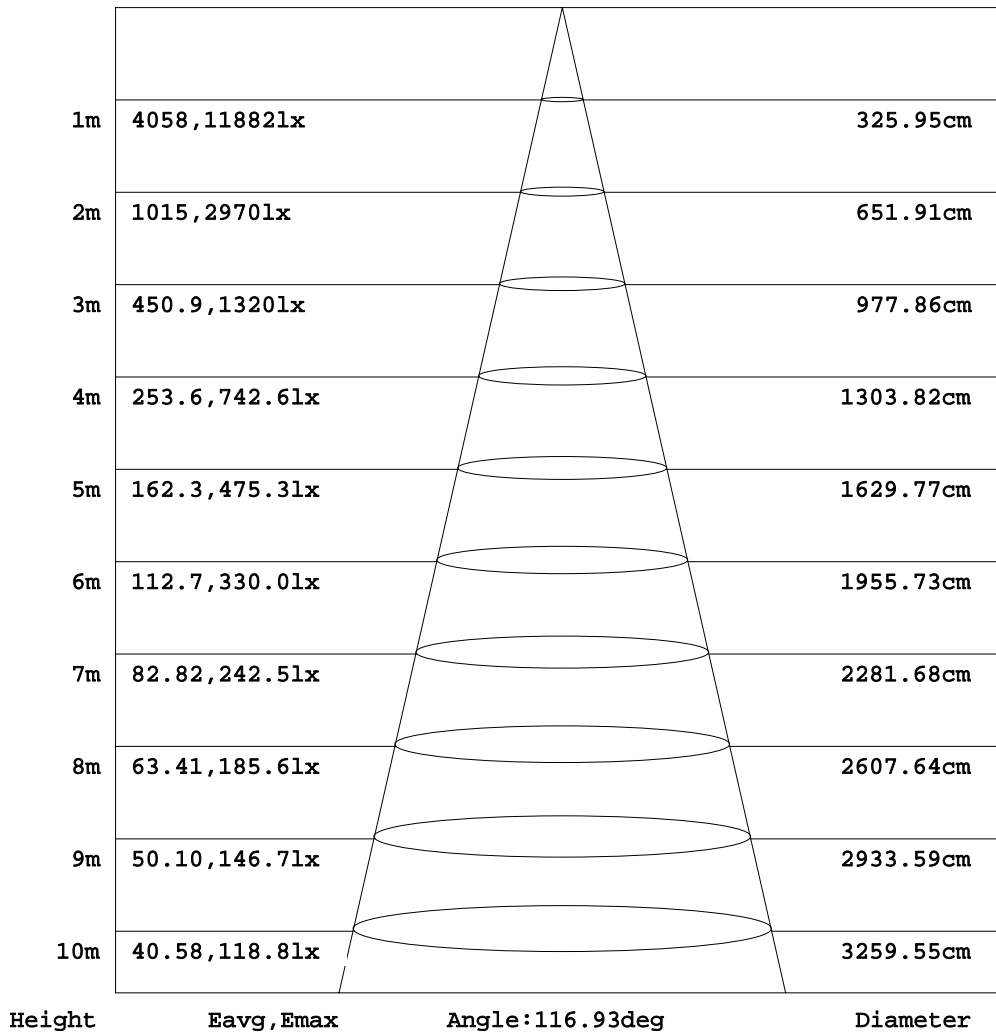 1m 4058,11882lx 325.95cm
2m 1015,2970lx 651.91cm
3m 450.9,1320lx 977.86cm
4m 253.6,742.6lx 1303.82cm
5m 162.3,475.3lx 1629.77cm
6m 112.7,330.0lx 1955.73cm
7m 82.82,242.5lx 2281.68cm
8m 63.41,185.6lx 2607.64cm
9m 50.10,146.7lx 2933.59cm
10m 40.58,118.8lx 3259.55cm
Height Eavg,Emax Angle:116.93deg Diameter